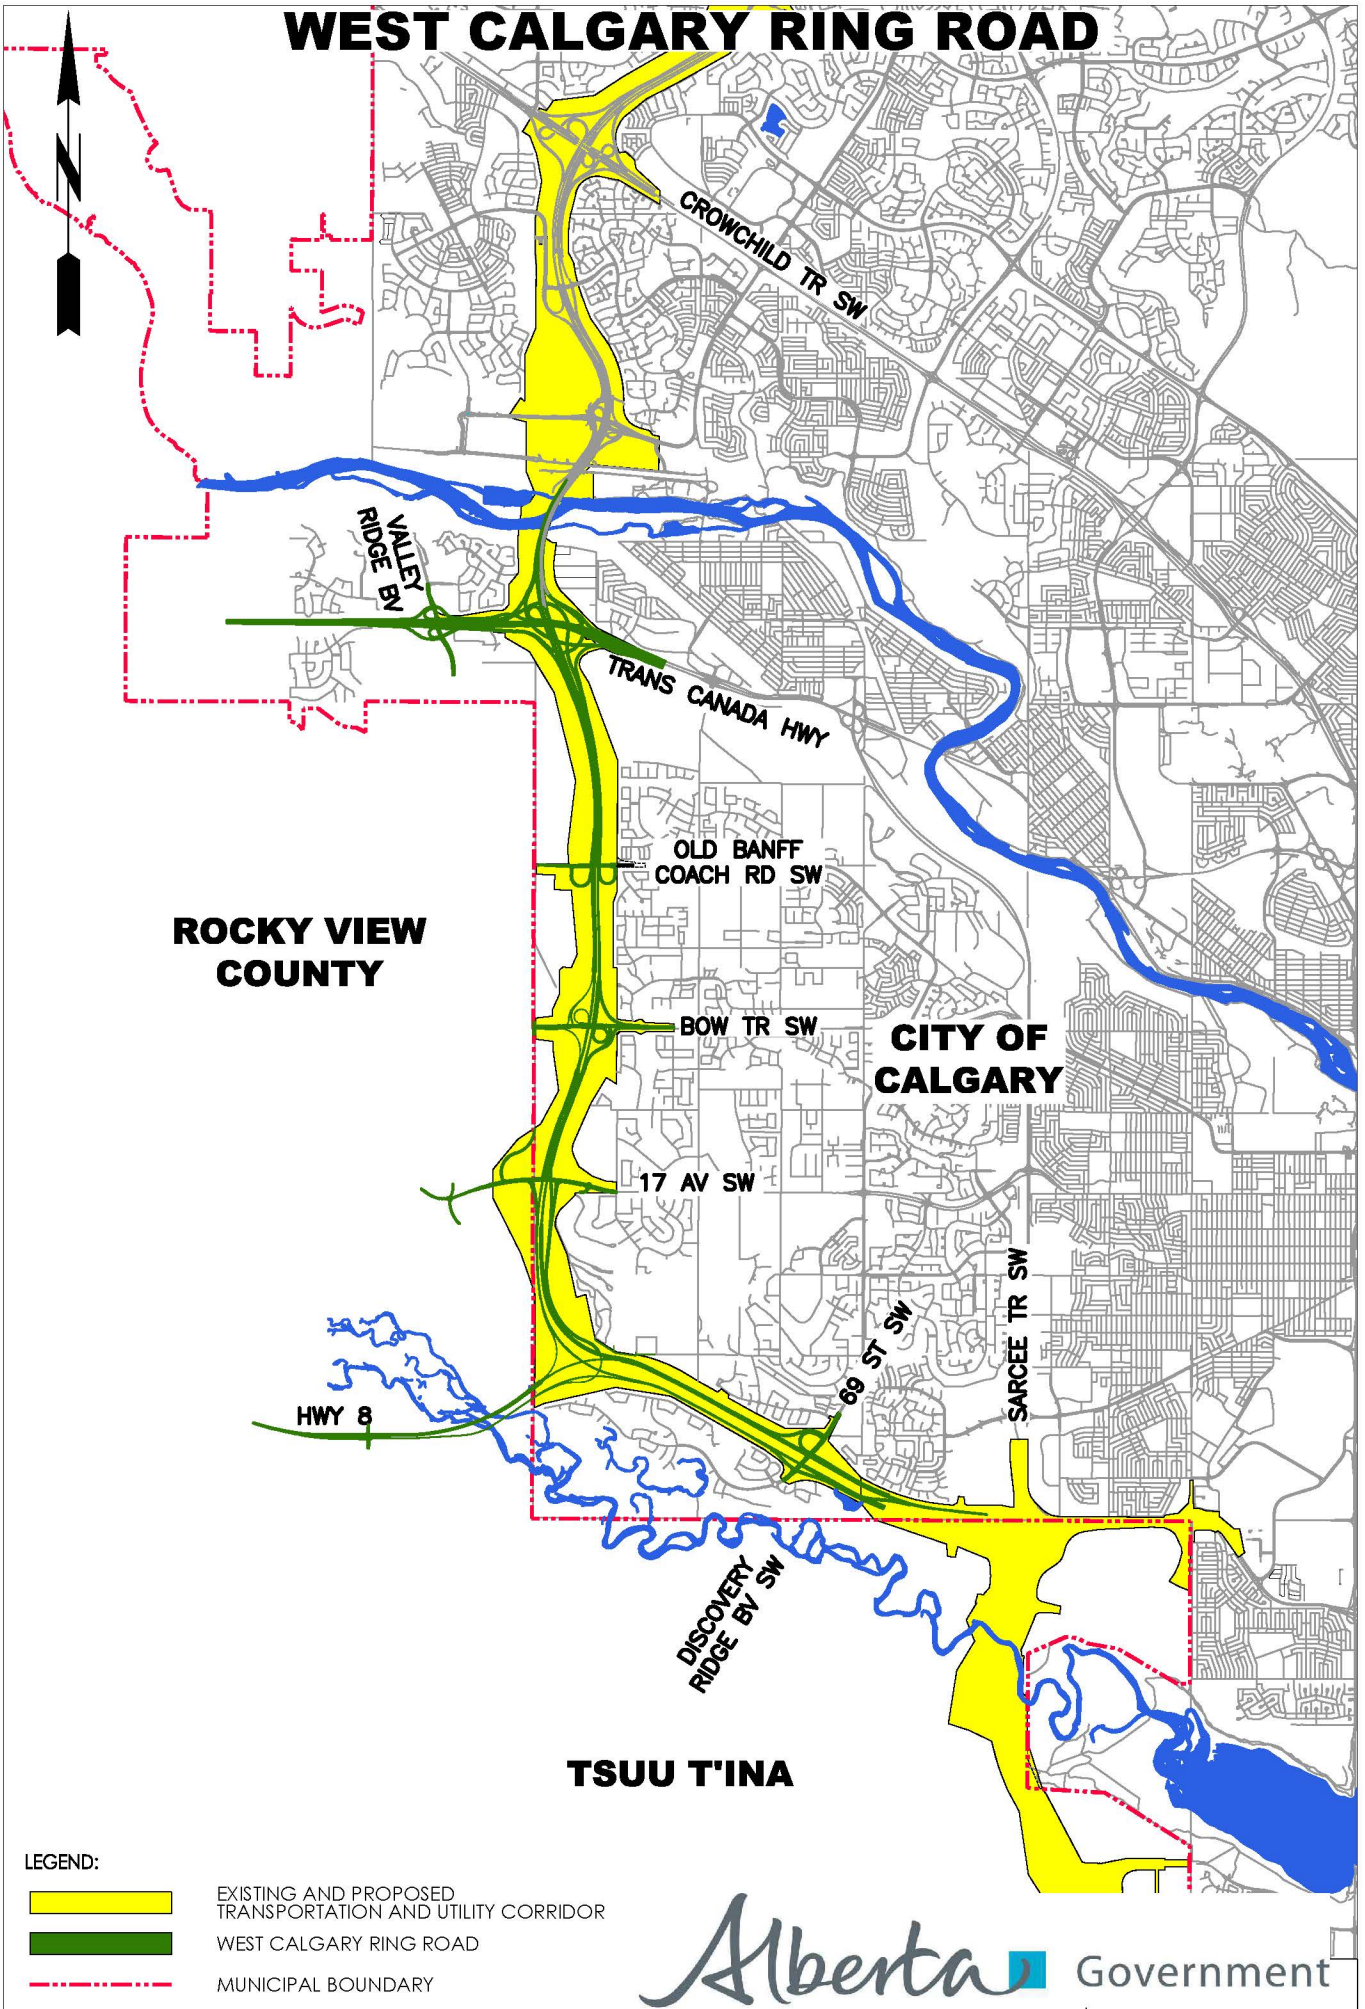 WEST CALGARY RING ROAD
N
CROWCHILD TR SW
VALLEY
RIDGE BV
TRANS CANADA HWY
OLD BANFF
COACH RD SW
ROCKY VIEW
COUNTY
BOW TR SW
CITY OF
CALGARY
17 AV SW
SARCEE TR SW
69 ST SW
HWY 8
DISCOVERY
RIDGE BV SW
TSUU T'INA
LEGEND:
EXISTING AND PROPOSED
TRANSPORTATION AND UTILITY CORRIDOR
WEST CALGARY RING ROAD
MUNICIPAL BOUNDARY
Alberta Government